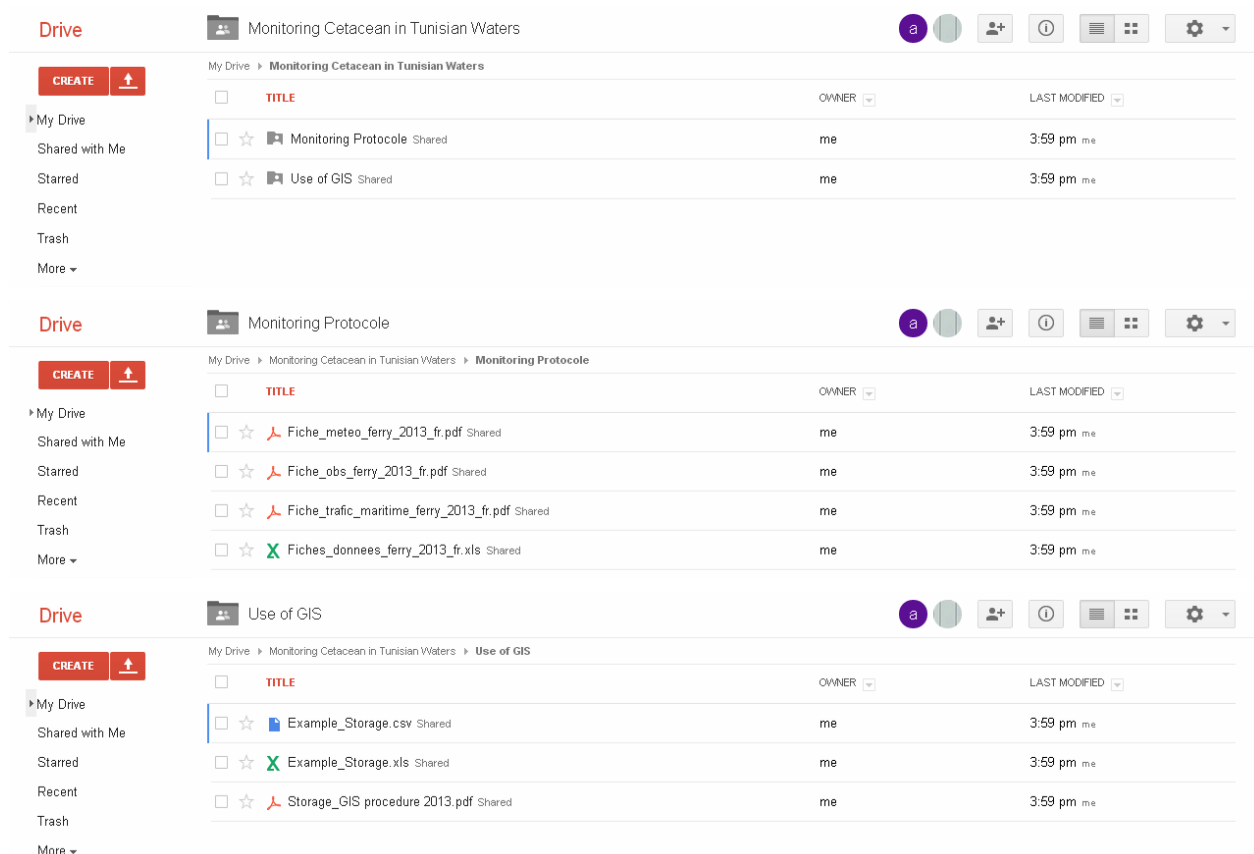 Drive Monitoring Cetacean in Tunisian Waters a
My Drive Monitoring Cetacean in Tunisian Waters
CREATE
TITLE OWNER LAST MODIFIED
My Drive
Monitoring Protocole Shared me 3:59 pm me
Shared with Me
Starred
Use of GIS Shared me 3:59 pm me
Recent
Trash
More
Drive Monitoring Protocole a
My Drive Monitoring Cetacean in Tunisian Waters Monitoring Protocole
CREATE
TITLE OWNER LAST MODIFIED
My Drive
Fiche_meteo_ferry_2013_fr.pdf Shared me 3:59 pm me
Shared with Me
Starred
Fiche_obs_ferry_2013_fr.pdf Shared me 3:59 pm me
Recent
Fiche_trafic_maritime_ferry_2013_fr.pdf Shared me 3:59 pm me
Trash
Fiches_donnees_ferry_2013_fr.xls Shared me 3:59 pm me
More
Drive Use of GIS a
My Drive Monitoring Cetacean in Tunisian Waters Use of GIS
CREATE
TITLE OWNER LAST MODIFIED
My Drive
Example_Storage.csv Shared me 3:59 pm me
Shared with Me
Starred
Example_Storage.xls Shared me 3:59 pm me
Recent
Storage_GIS procedure 2013.pdf Shared me 3:59 pm me
Trash
More